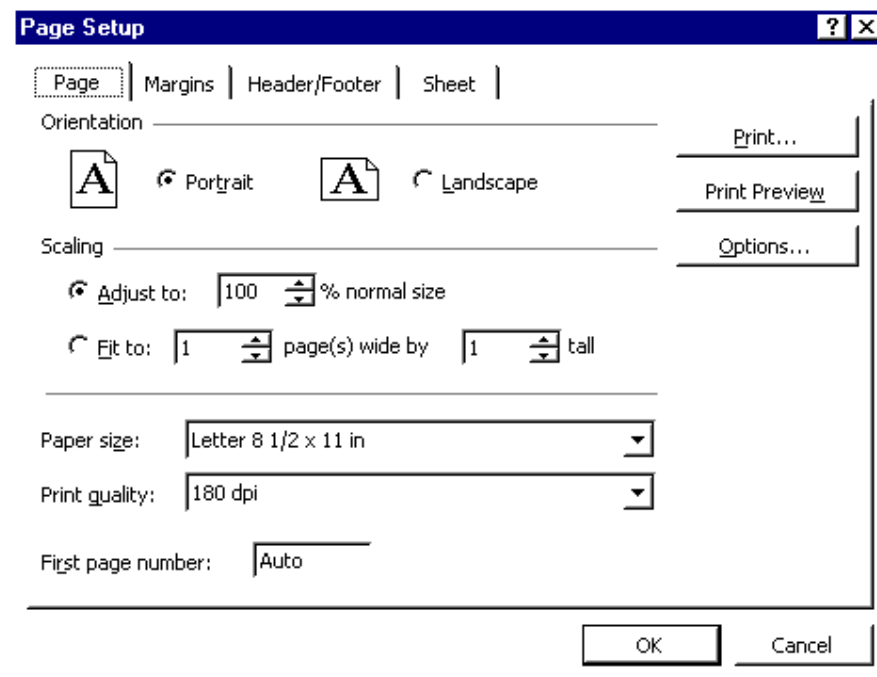 Page Setup ? ×
Page Margins Header/Footer Sheet
Orientation
Print...
A Portrait A Landscape
Print Preview
Scaling
Options...
Adjust to: 100 % normal size
Fit to: 1 page(s) wide by 1 tall
Paper size: Letter 8 1/2 x 11 in
Print quality: 180 dpi
First page number: Auto
OK Cancel